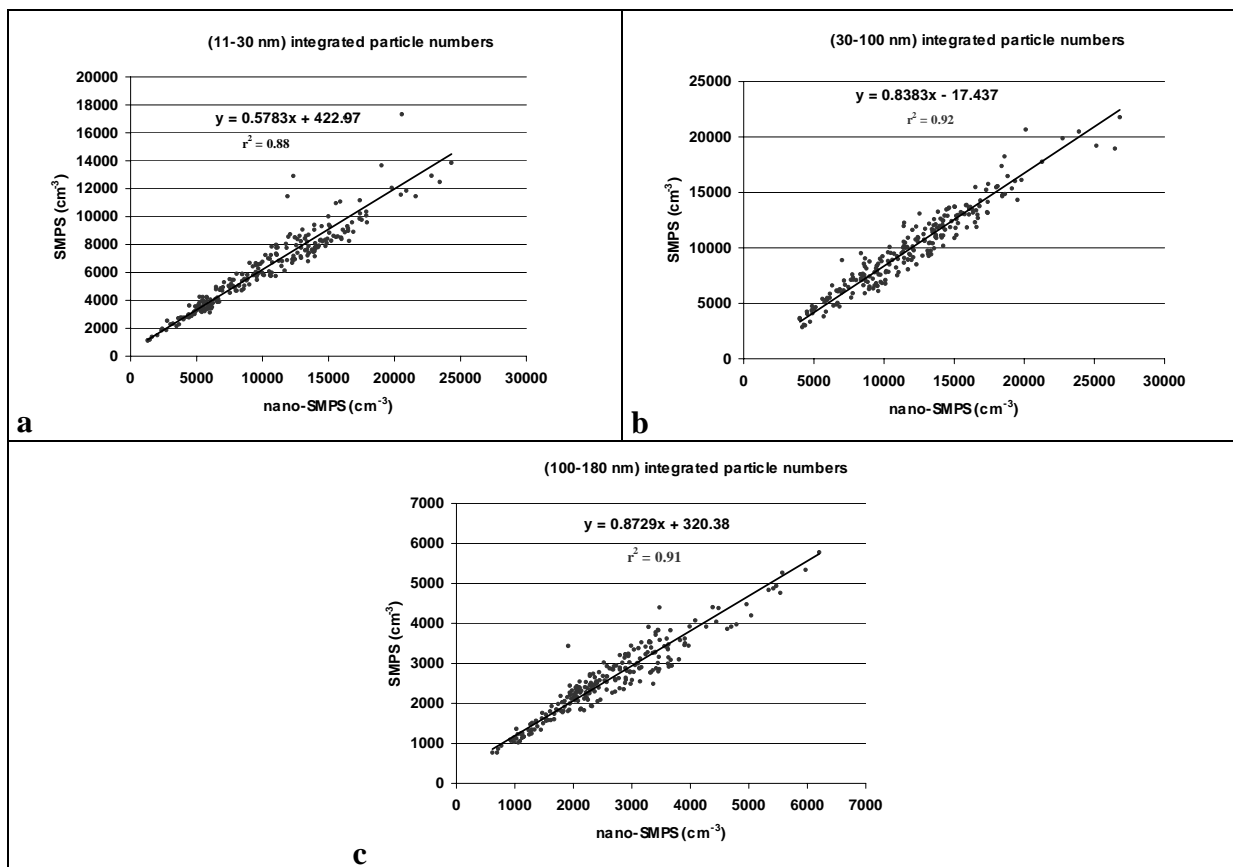 (11-30 nm) integrated particle numbers
SMPS (cm-3)
20000
18000
16000
14000
12000
10000
8000
6000
4000
2000
0
y = 0.5783x + 422.97
r2 = 0.88
0 5000 10000 15000 20000 25000 30000
nano-SMPS (cm-3)
a
(30-100 nm) integrated particle numbers
SMPS (cm-3)
25000
20000
15000
10000
5000
0
y = 0.8383x - 17.437
r2 = 0.92
0 5000 10000 15000 20000 25000 30000
nano-SMPS (cm-3)
b
(100-180 nm) integrated particle numbers
SMPS (cm-3)
7000
6000
5000
4000
3000
2000
1000
0
y = 0.8729x + 320.38
r2 = 0.91
0 1000 2000 3000 4000 5000 6000 7000
nano-SMPS (cm-3)
c